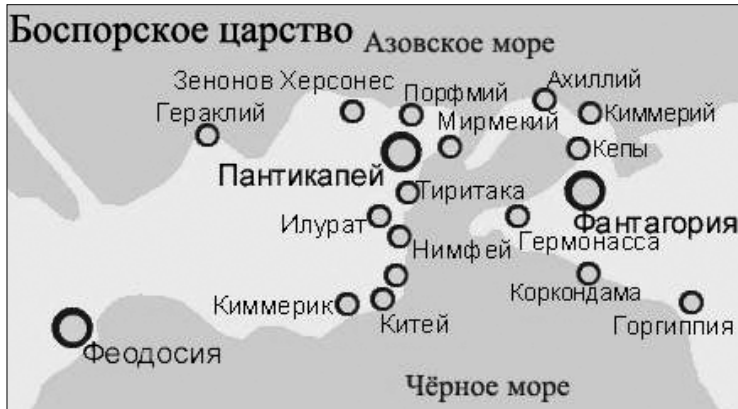 Боспорское царство
Азовское море
Зенонов Херсонес
Порфмий
Ахиллий
Гераклий
Мирмекий
Киммерий
Кепы
Пантикапей
Тиритака
Илурат
Нимфей
Гермонасса
Фантагория
Киммерик
Китей
Коркондама
Горгиппия
Феодосия
Чёрное море